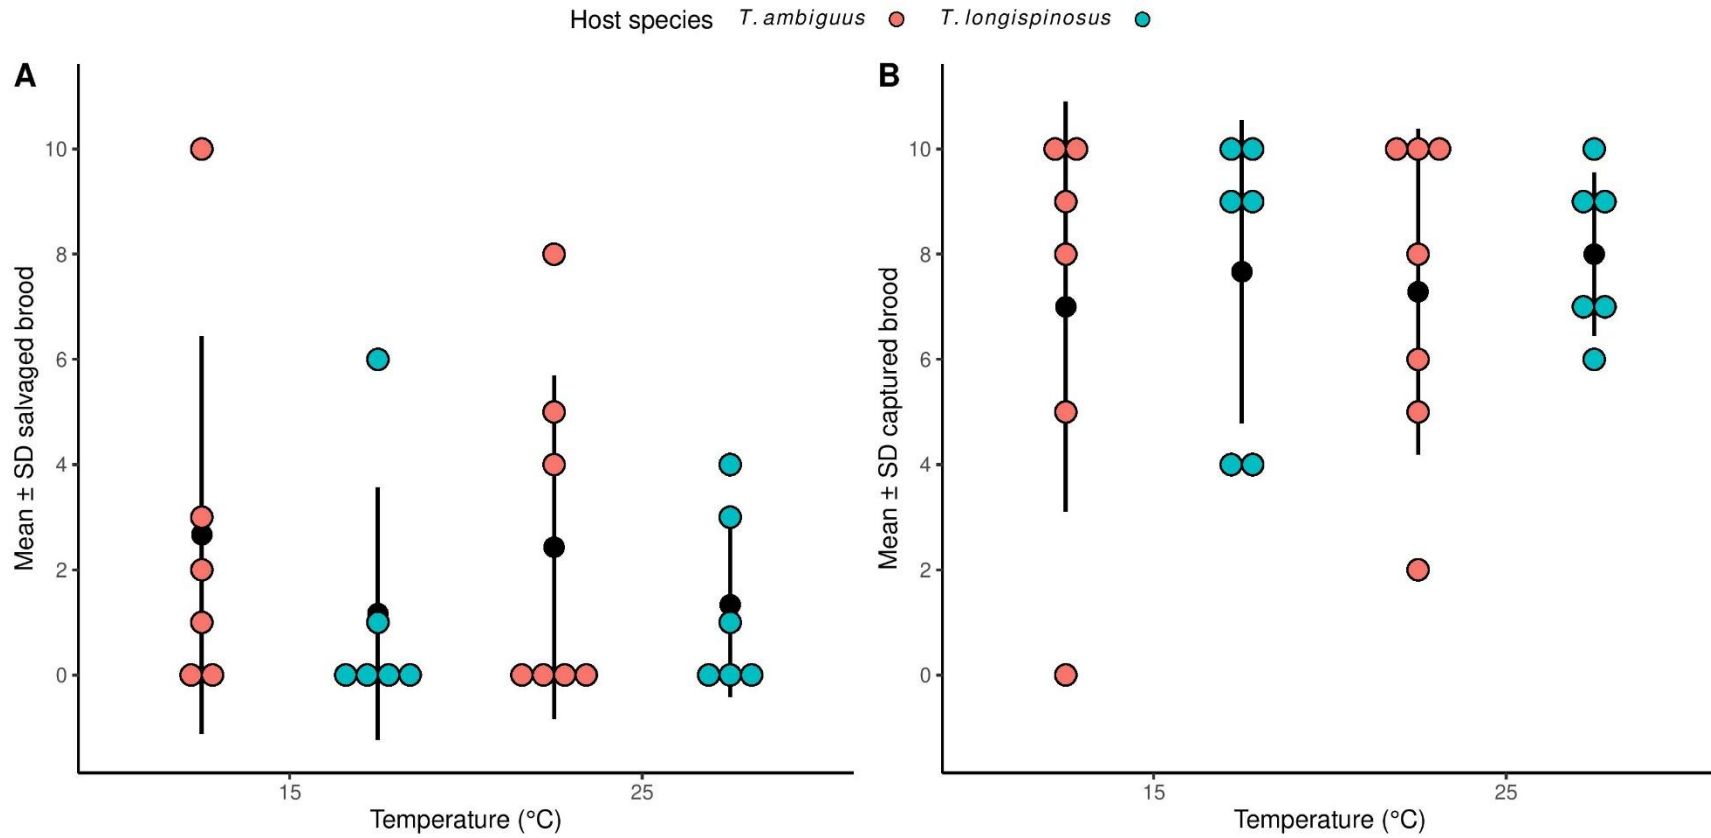 Host species T. ambiguus T. longispinosus
A
Mean ± SD salvaged brood
10
8
6
4
2
0
15 25
Temperature (°C)
B
Mean ± SD captured brood
10
8
6
4
2
0
15 25
Temperature (°C)